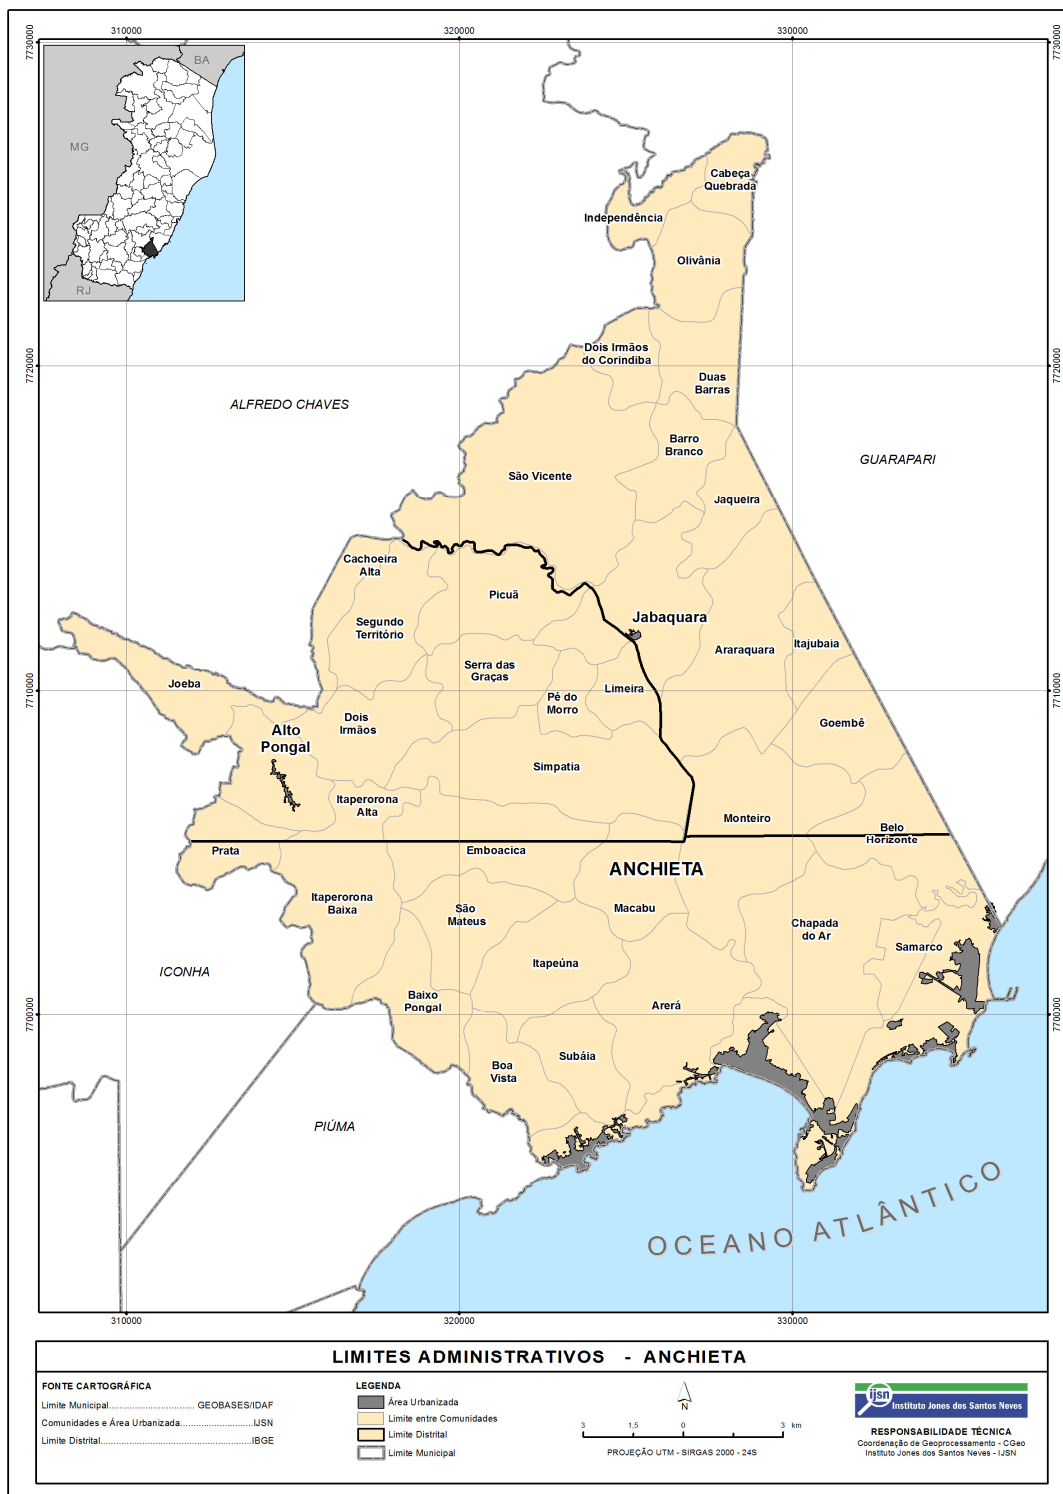 310000
320000
330000
7730000
7730000
BA
MG
RJ
Cabeça
Quebrada
Independência
Olivânia
Dois Irmãos
do Corindiba
7720000
7720000
Duas
Barras
ALFREDO CHAVES
Barro
Branco
GUARAPARI
São Vicente
Jaqueira
Cachoeira
Alta
Picuã
Segundo
Território
Jabaquara
Itajubaia
Araraquara
Serra das
Graças
Joeba
Limeira
7710000
7710000
Pé do
Morro
Dois
Irmãos
Goembê
Alto
Pongal
Simpatia
Itaperorona
Alta
Monteiro
Belo
Horizonte
Prata
Emboacica
ANCHIETA
Itaperorona
Baixa
São
Mateus
Macabu
Chapada
do Ar
Samarco
Itapeúna
ICONHA
Baixo
Pongal
Arerá
7700000
7700000
Subáia
Boa
Vista
PIÚMA
OCEANO ATLÂNTICO
310000
320000
330000
LIMITES ADMINISTRATIVOS - ANCHIETA
FONTE CARTOGRÁFICA
Limite Municipal................................ GEOBASES/IDAF
Comunidades e Área Urbanizada...........................IJSN
Limite Distrital.........................................................IBGE
LEGENDA
Área Urbanizada
Limite entre Comunidades
Limite Distrital
Limite Municipal
N
3 1,5 0 3 km
PROJEÇÃO UTM - SIRGAS 2000 - 24S
ijsn
Instituto Jones dos Santos Neves
RESPONSABILIDADE TÉCNICA
Coordenação de Geoprocessamento - CGeo
Instituto Jones dos Santos Neves - IJSN